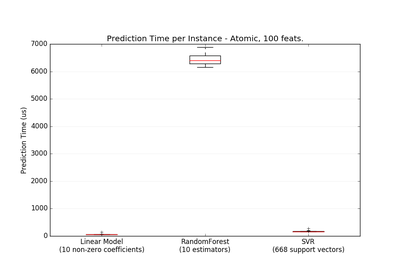 Prediction Time per Instance - Atomic, 100 feats.
7000
6000
5000
4000
3000
2000
1000
0
Prediction Time (us)
Linear Model
(10 non-zero coefficients)
RandomForest
(10 estimators)
SVR
(668 support vectors)